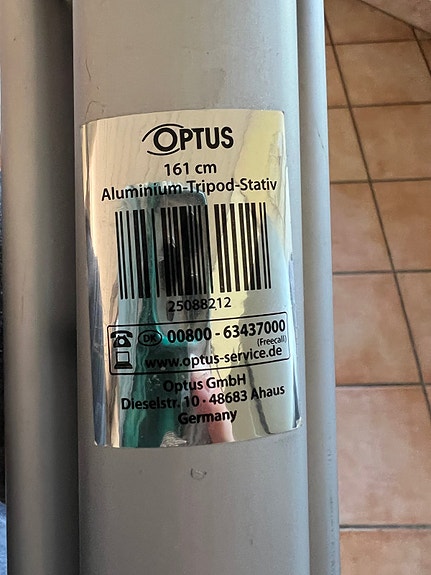 OPTUS
161 cm
Aluminium-Tripod-Stativ
25088212
DK 00800 - 63437000
(Freecall)
www.optus-service.de
Optus GmbH
Dieselstr. 10 - 48683 Ahaus
Germany